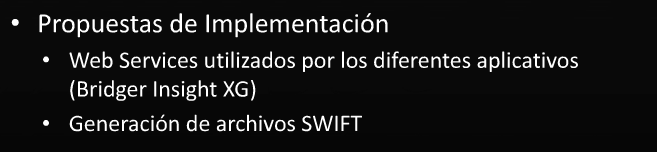 • Propuestas de Implementación
• Web Services utilizados por los diferentes aplicativos
(Bridger Insight XG)
• Generación de archivos SWIFT